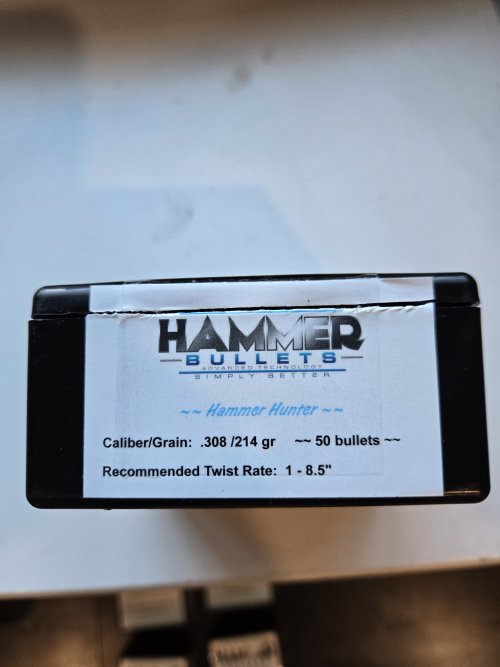 HAMMER
BULLETS
ADVANCED TECHNOLOGY
SIMPLY BETTER
~~ Hammer Hunter ~~
Caliber/Grain: .308 /214 gr ~~ 50 bullets ~~
Recommended Twist Rate: 1 - 8.5"